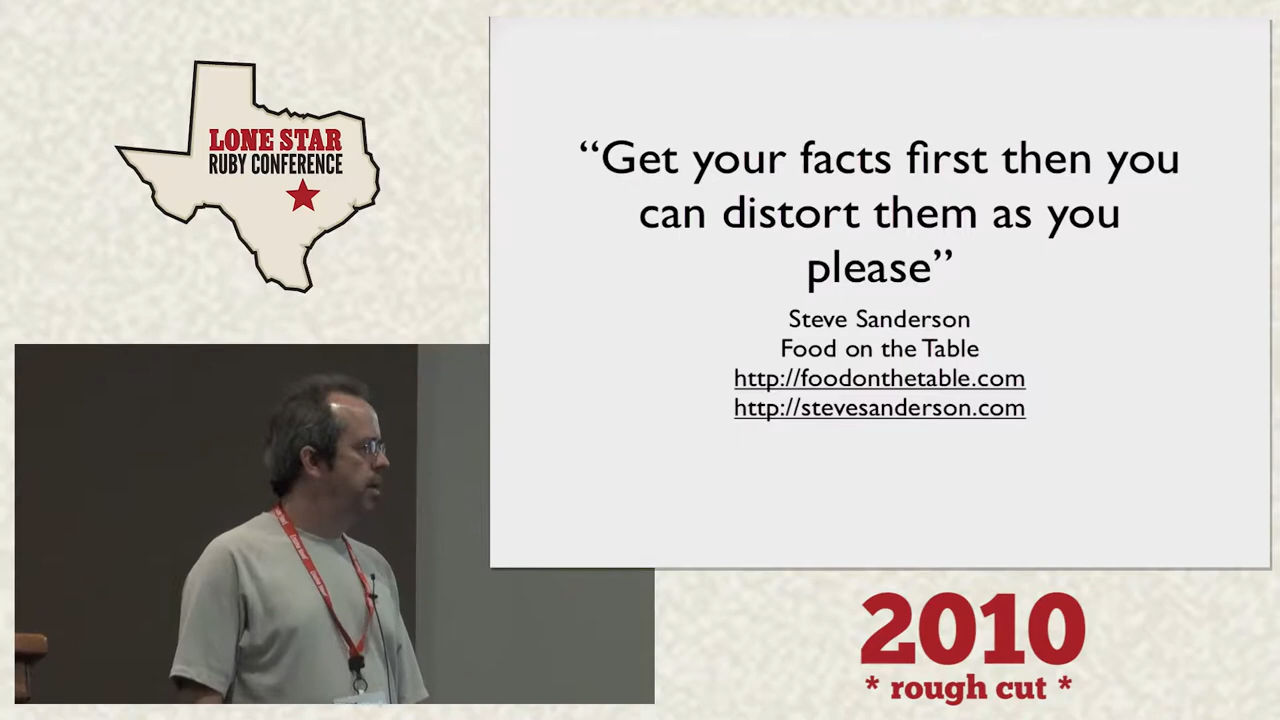 LONE STAR
RUBY CONFERENCE
“Get your facts first then you
can distort them as you
please”
Steve Sanderson
Food on the Table
http://foodonthetable.com
http://stevesanderson.com
2010
* rough cut *